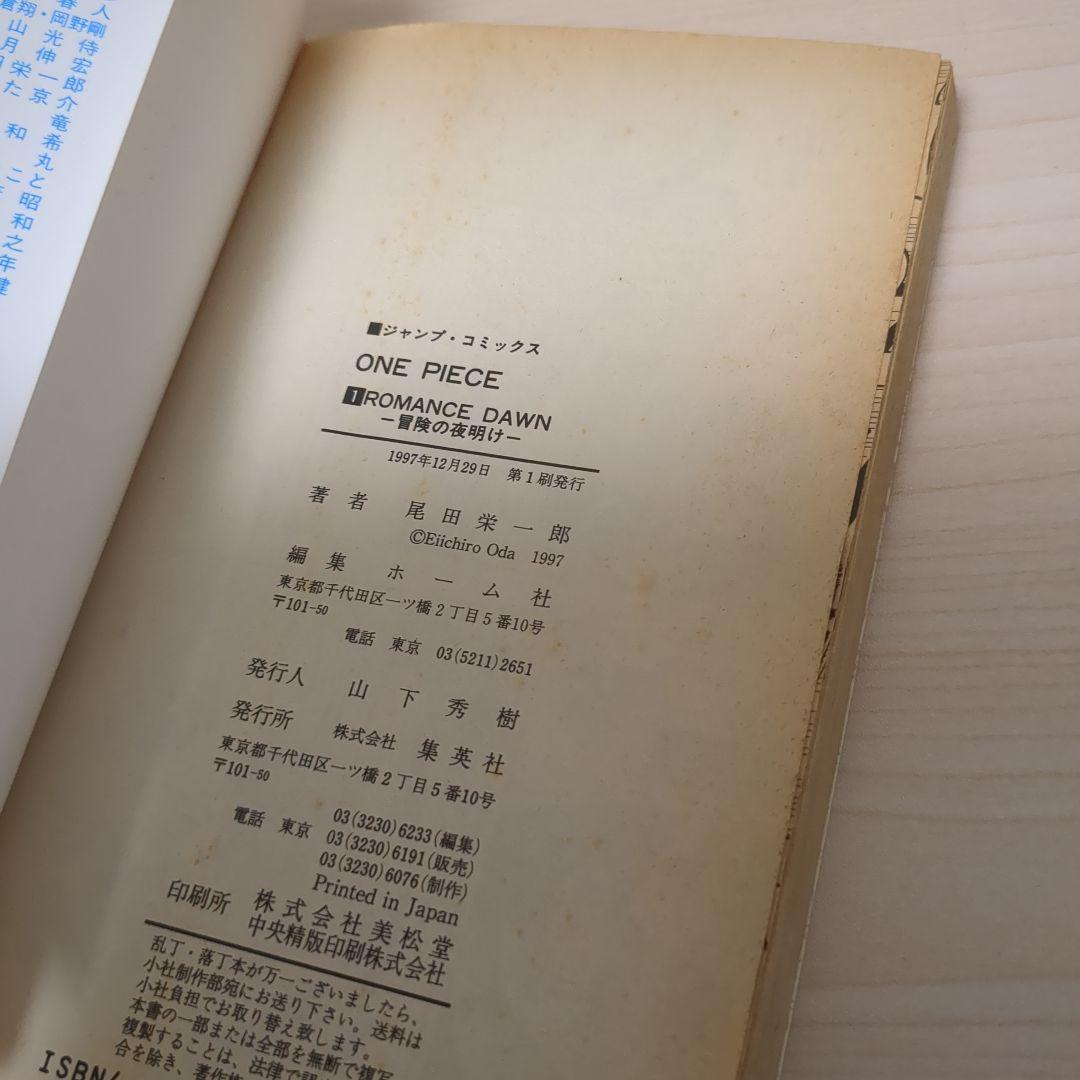 ■ジャンプ・コミックス
ONE PIECE
1 ROMANCE DAWN
―冒険の夜明け―
1997年12月29日 第1刷発行
著者 尾田栄一郎
©Eiichiro Oda 1997
編集 ホーム社
東京都千代田区一ツ橋2丁目5番10号
〒101-50
電話 東京 03(5211)2651
発行人 山下秀樹
発行所 株式会社 集英社
東京都千代田区一ツ橋2丁目5番10号
〒101-50
03(3230)6233(編集)
電話 東京 03(3230)6191(販売)
03(3230)6076(制作)
Printed in Japan
印刷所 株式会社美松堂
中央精版印刷株式会社
乱丁・落丁本が万一ございましたら、
小社制作部宛にお送り下さい。送料は
小社負担でお取り替え致します。
本書の一部または全部を無断で複写
複製することは、法律で認
合を除き、著作権
ISBN